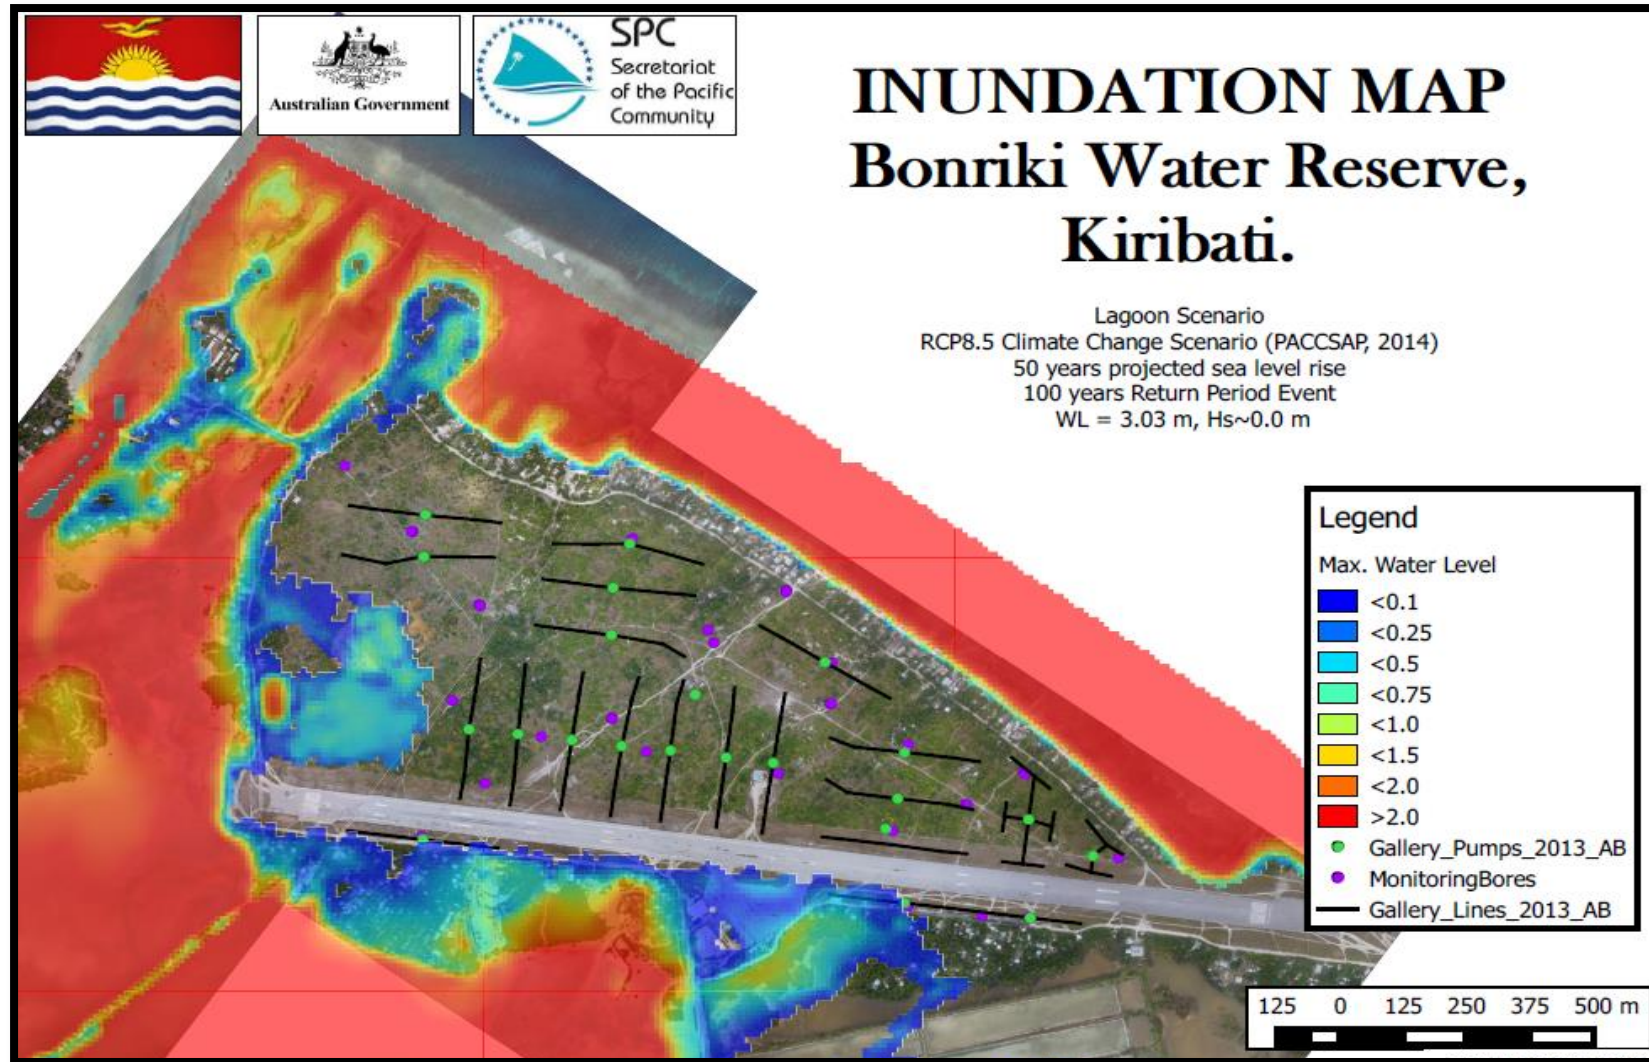 Australian Government
SPC
Secretariat
of the Pacific
Community
INUNDATION MAP
Bonriki Water Reserve,
Kiribati.
Lagoon Scenario
RCP8.5 Climate Change Scenario (PACCSAP, 2014)
50 years projected sea level rise
100 years Return Period Event
WL = 3.03 m, Hs~0.0 m
Legend
Max. Water Level
<0.1
<0.25
<0.5
<0.75
<1.0
<1.5
<2.0
>2.0
Gallery_Pumps_2013_AB
MonitoringBores
Gallery_Lines_2013_AB
125 0 125 250 375 500 m